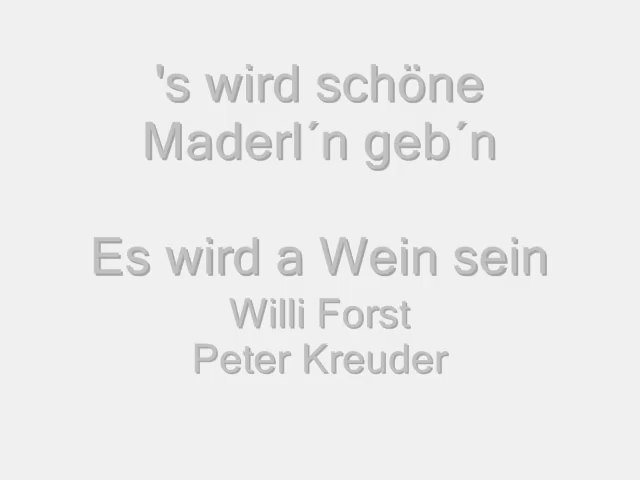 's wird schöne
Maderl´n geb´n
Es wird a Wein sein
Willi Forst
Peter Kreuder